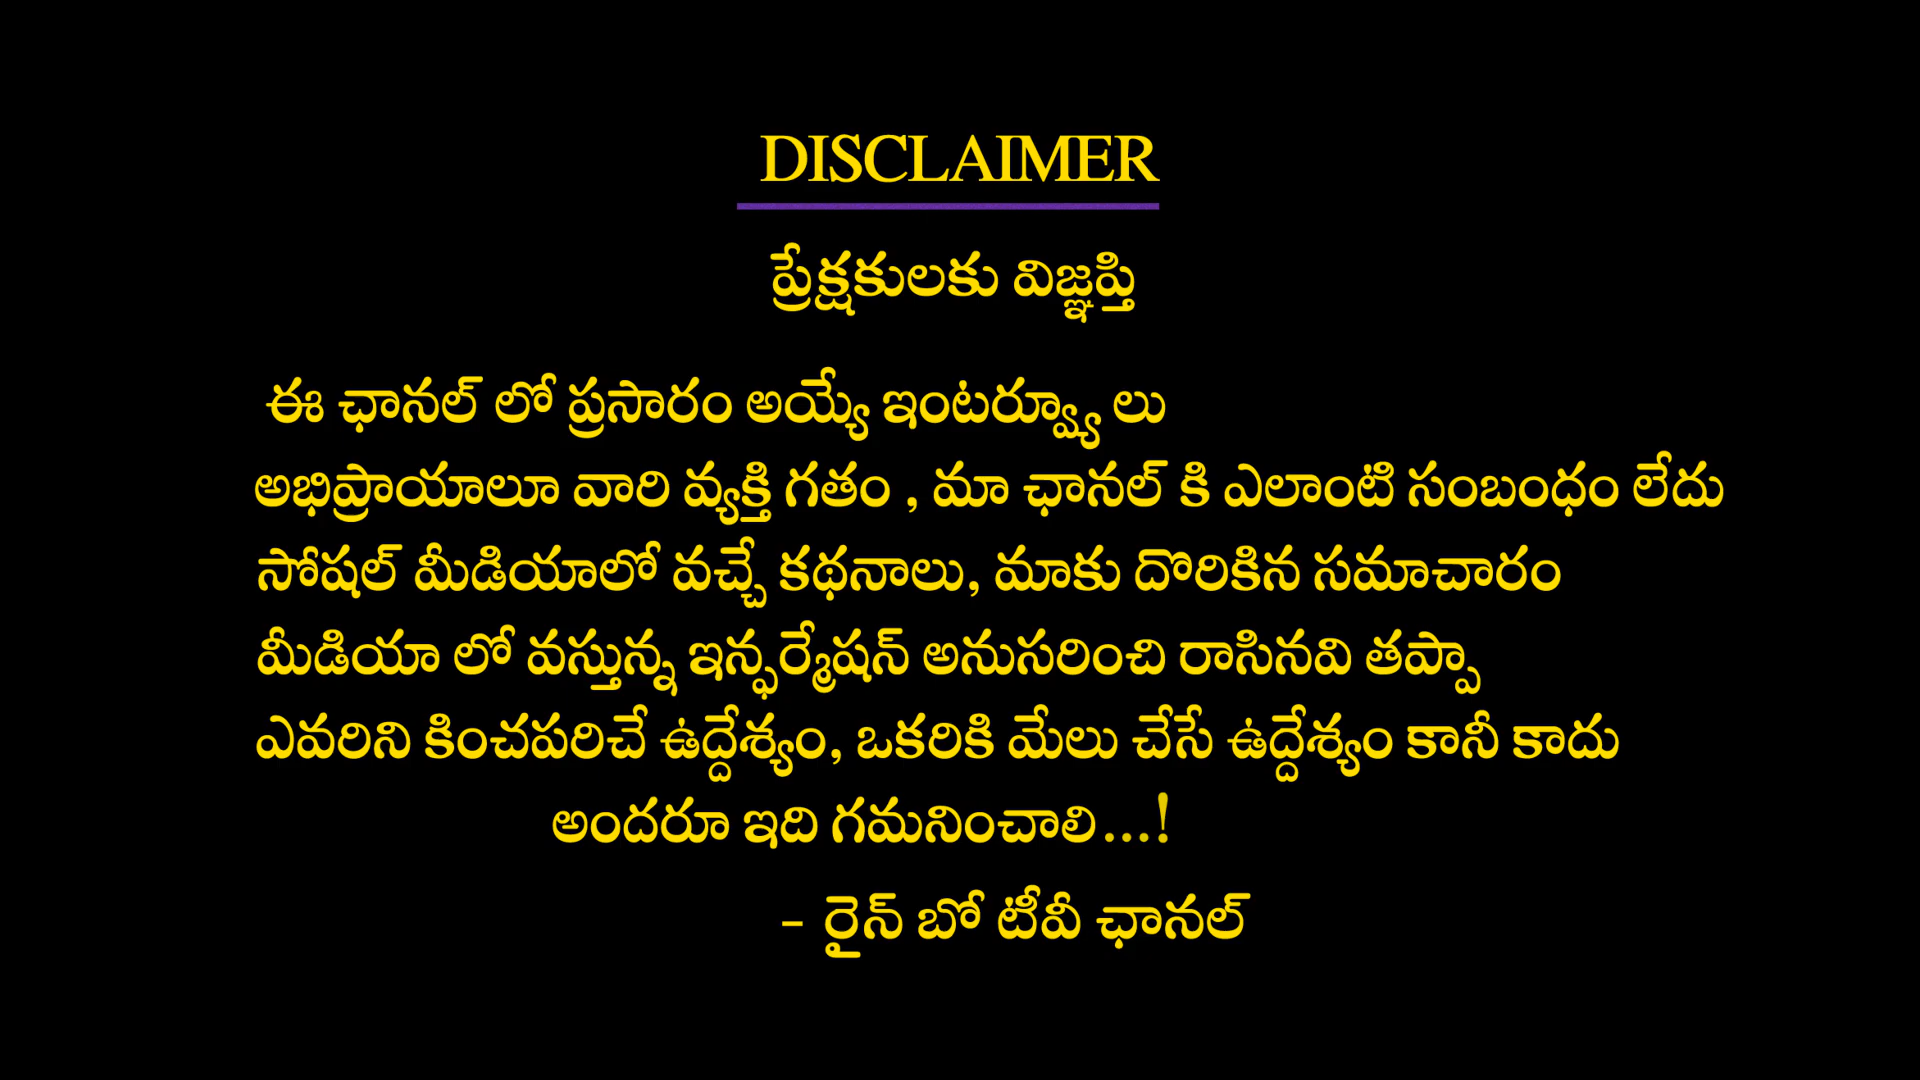 DISCLAIMER
ప్రేక్షకులకు విజ్ఞప్తి
ఈ ఛానల్ లో ప్రసారం అయ్యే ఇంటర్వ్యూ లు
అభిప్రాయాలూ వారి వ్యక్తి గతం , మా ఛానల్ కి ఎలాంటి సంబంధం లేదు
సోషల్ మీడియాలో వచ్చే కథనాలు, మాకు దొరికిన సమాచారం
మీడియా లో వస్తున్న ఇన్ఫర్మేషన్ అనుసరించి రాసినవి తప్పా
ఎవరిని కించపరిచే ఉద్దేశ్యం, ఒకరికి మేలు చేసే ఉద్దేశ్యం కానీ కాదు
అందరూ ఇది గమనించాలి...!
- రైన్ బో టీవీ ఛానల్